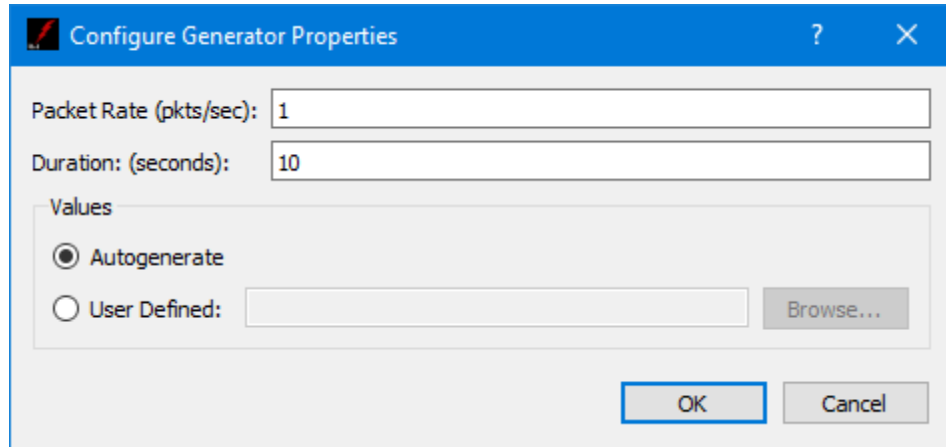 Configure Generator Properties
Packet Rate (pkts/sec): 1
Duration: (seconds): 10
Values
Autogenerate
User Defined: Browse...
OK Cancel